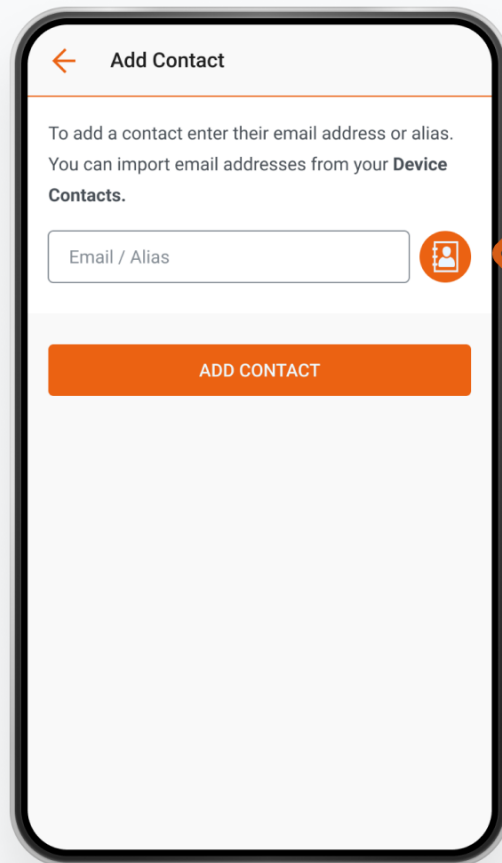 Add Contact
To add a contact enter their email address or alias.
You can import email addresses from your Device
Contacts.
Email / Alias
ADD CONTACT